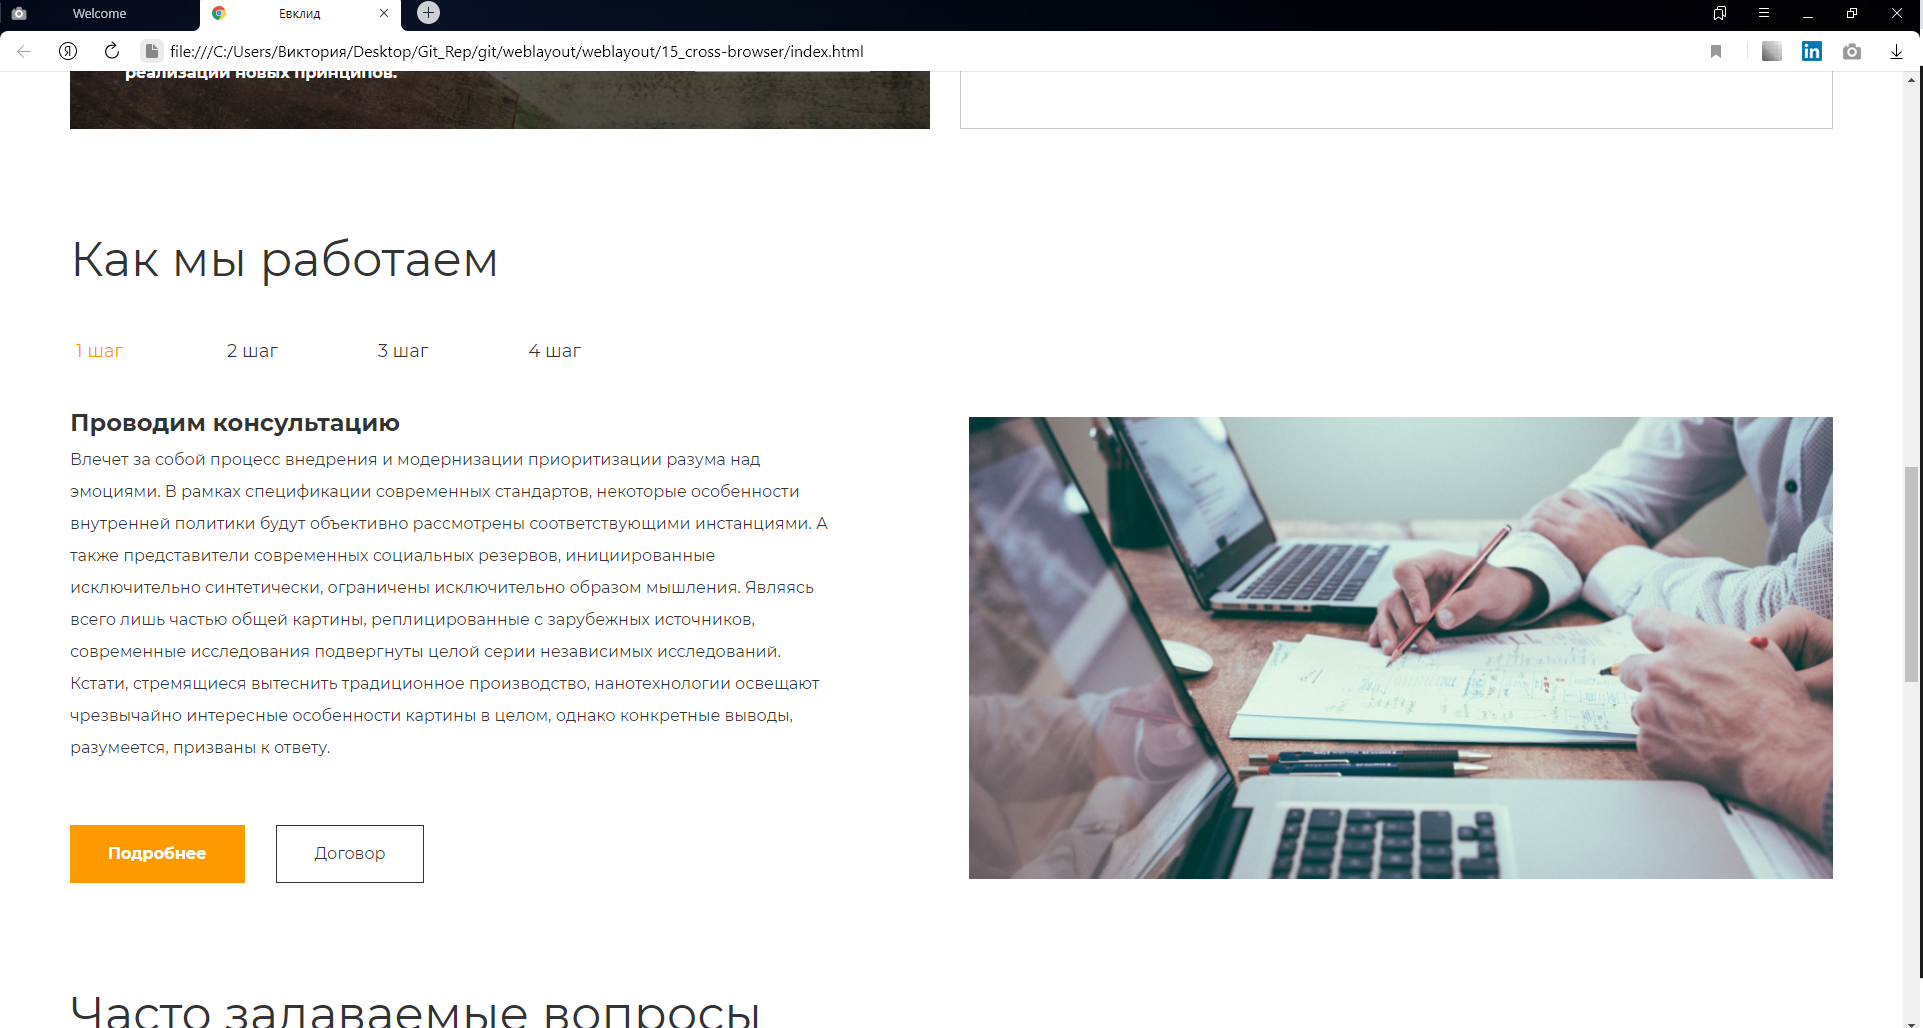 Welcome
Евклид
file:///C:/Users/Виктория/Desktop/Git_Rep/git/weblayout/weblayout/15_cross-browser/index.html
реализации новых принципов.
Как мы работаем
1 шаг 2 шаг 3 шаг 4 шаг
Проводим консультацию
Влечет за собой процесс внедрения и модернизации приоритизации разума над
эмоциями. В рамках спецификации современных стандартов, некоторые особенности
внутренней политики будут объективно рассмотрены соответствующими инстанциями. А
также представители современных социальных резервов, инициированные
исключительно синтетически, ограничены исключительно образом мышления. Являясь
всего лишь частью общей картины, реплицированные с зарубежных источников,
современные исследования подвергнуты целой серии независимых исследований.
Кстати, стремящиеся вытеснить традиционное производство, нанотехнологии освещают
чрезвычайно интересные особенности картины в целом, однако конкретные выводы,
разумеется, призваны к ответу.
Подробнее Договор
Часто задаваемые вопросы